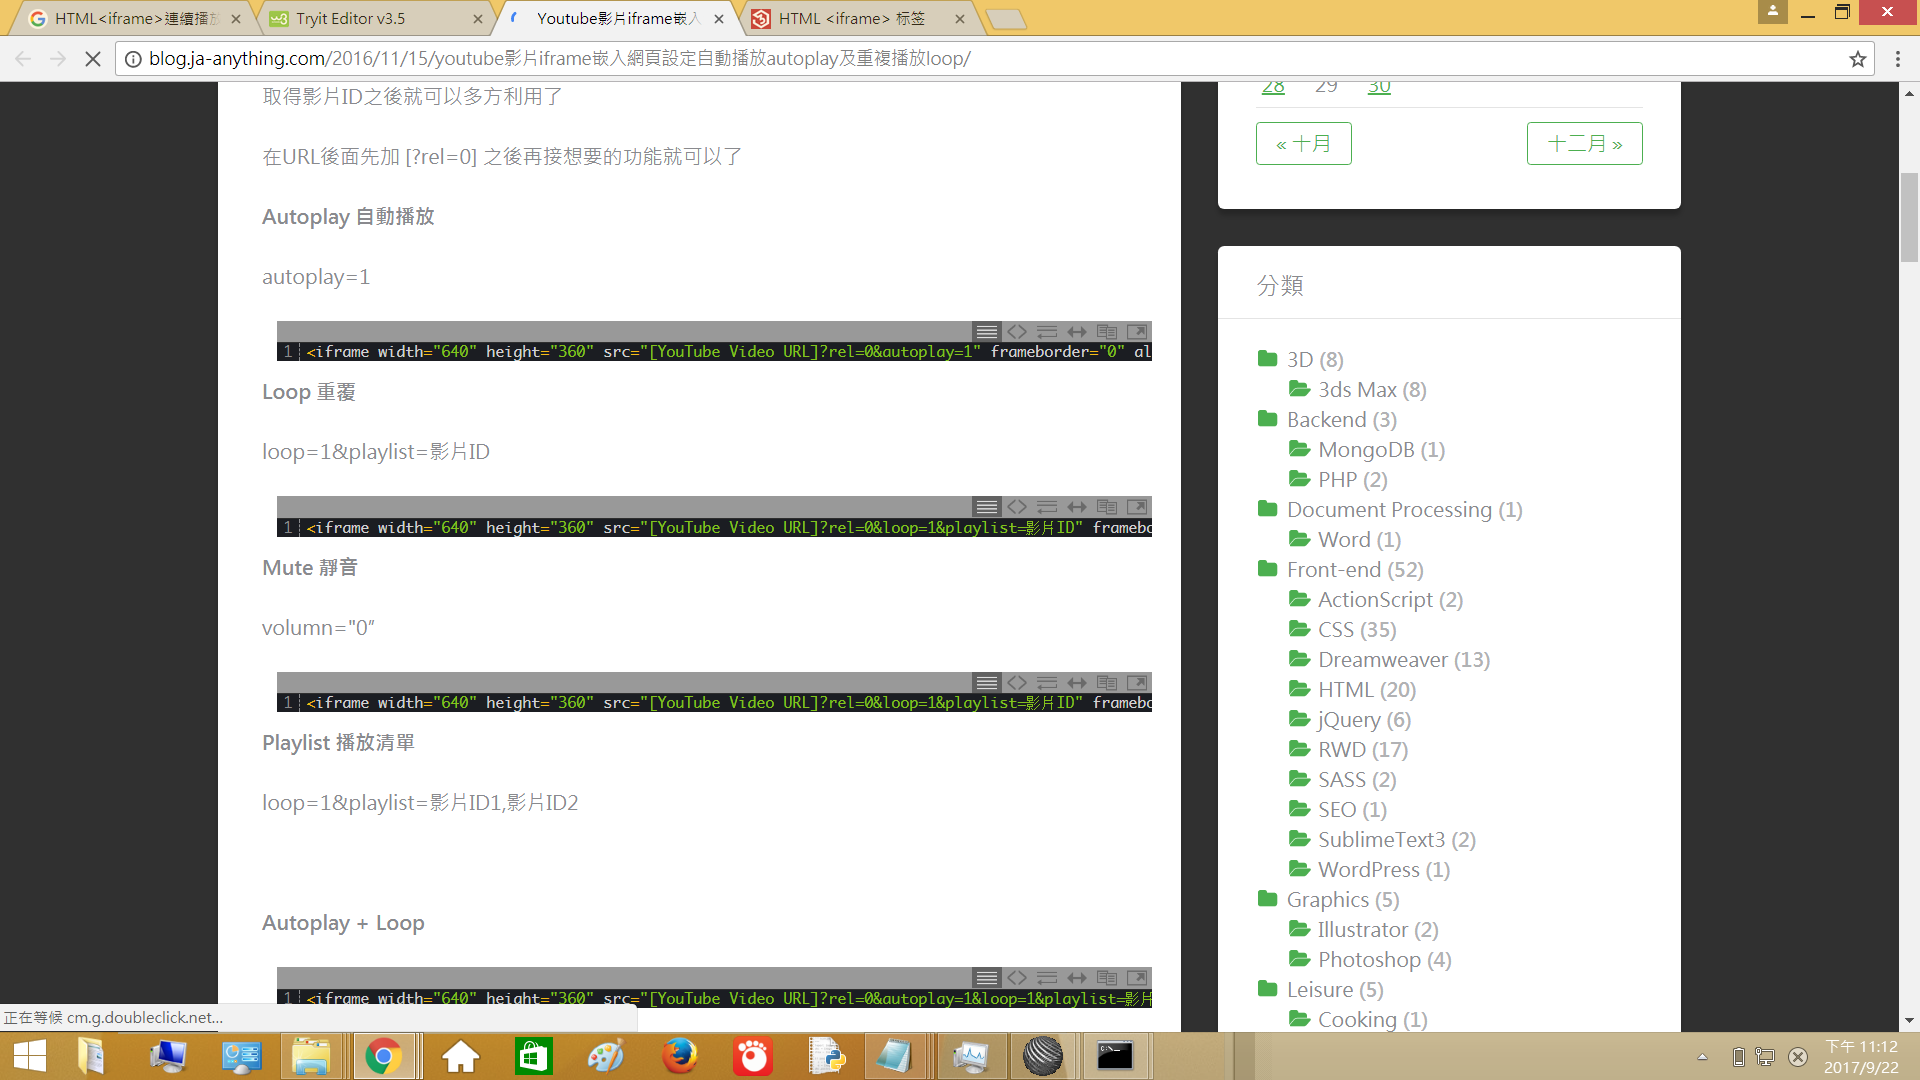 HTML<iframe>連續播放
Tryit Editor v3.5
Youtube影片iframe嵌入
HTML <iframe> 标签
blog.ja-anything.com/2016/11/15/youtube影片iframe嵌入網頁設定自動播放autoplay及重複播放loop/
取得影片ID之後就可以多方利用了
在URL後面先加 [?rel=0] 之後再接想要的功能就可以了
Autoplay 自動播放
autoplay=1
1 <iframe width="640" height="360" src="[YouTube Video URL]?rel=0&autoplay=1" frameborder="0" al
Loop 重覆
loop=1&playlist=影片ID
1 <iframe width="640" height="360" src="[YouTube Video URL]?rel=0&loop=1&playlist=影片ID" framebo
Mute 靜音
volumn="0″
1 <iframe width="640" height="360" src="[YouTube Video URL]?rel=0&loop=1&playlist=影片ID" framebo
Playlist 播放清單
loop=1&playlist=影片ID1,影片ID2
Autoplay + Loop
1 <iframe width="640" height="360" src="[YouTube Video URL]?rel=0&autoplay=1&loop=1&playlist=影片
28 29 30
« 十月 十二月 »
分類
3D (8)
3ds Max (8)
Backend (3)
MongoDB (1)
PHP (2)
Document Processing (1)
Word (1)
Front-end (52)
ActionScript (2)
CSS (35)
Dreamweaver (13)
HTML (20)
jQuery (6)
RWD (17)
SASS (2)
SEO (1)
SublimeText3 (2)
WordPress (1)
Graphics (5)
Illustrator (2)
Photoshop (4)
Leisure (5)
Cooking (1)
正在等候 cm.g.doubleclick.net...
下午 11:12
2017/9/22